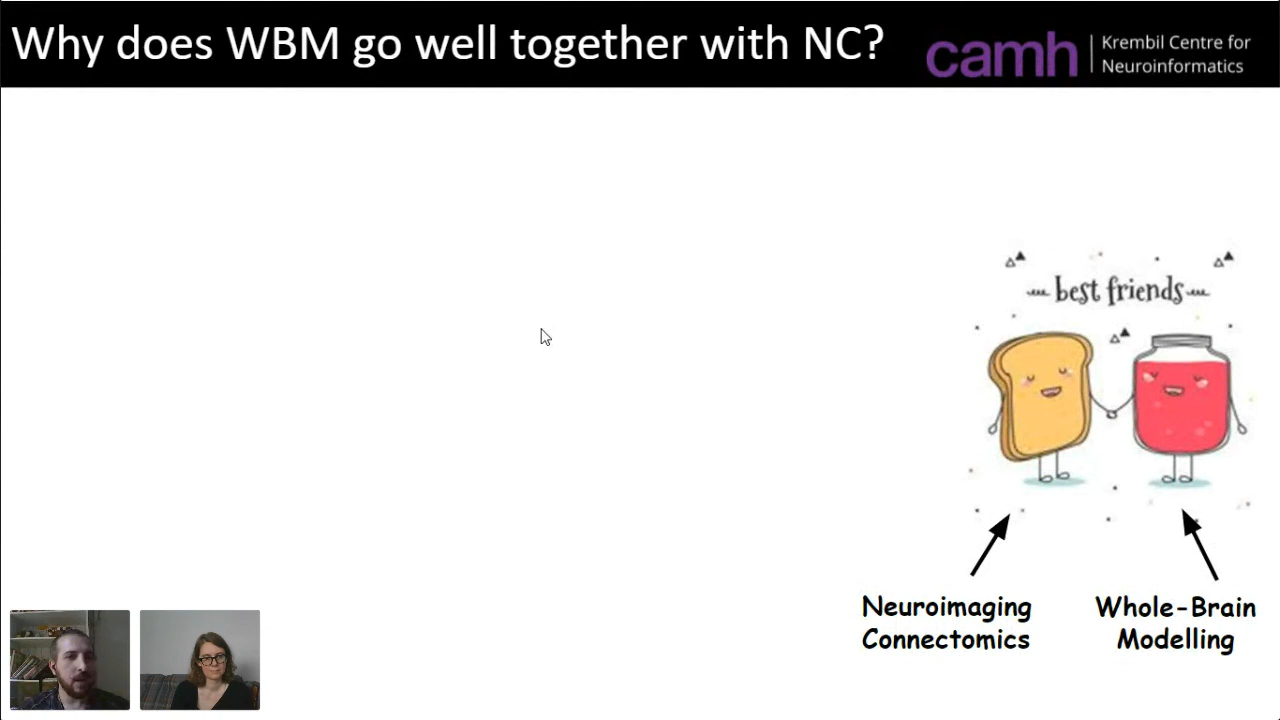 Why does WBM go well together with NC?
camh
Krembil Centre for
Neuroinformatics
best friends
Neuroimaging
Connectomics
Whole-Brain
Modelling